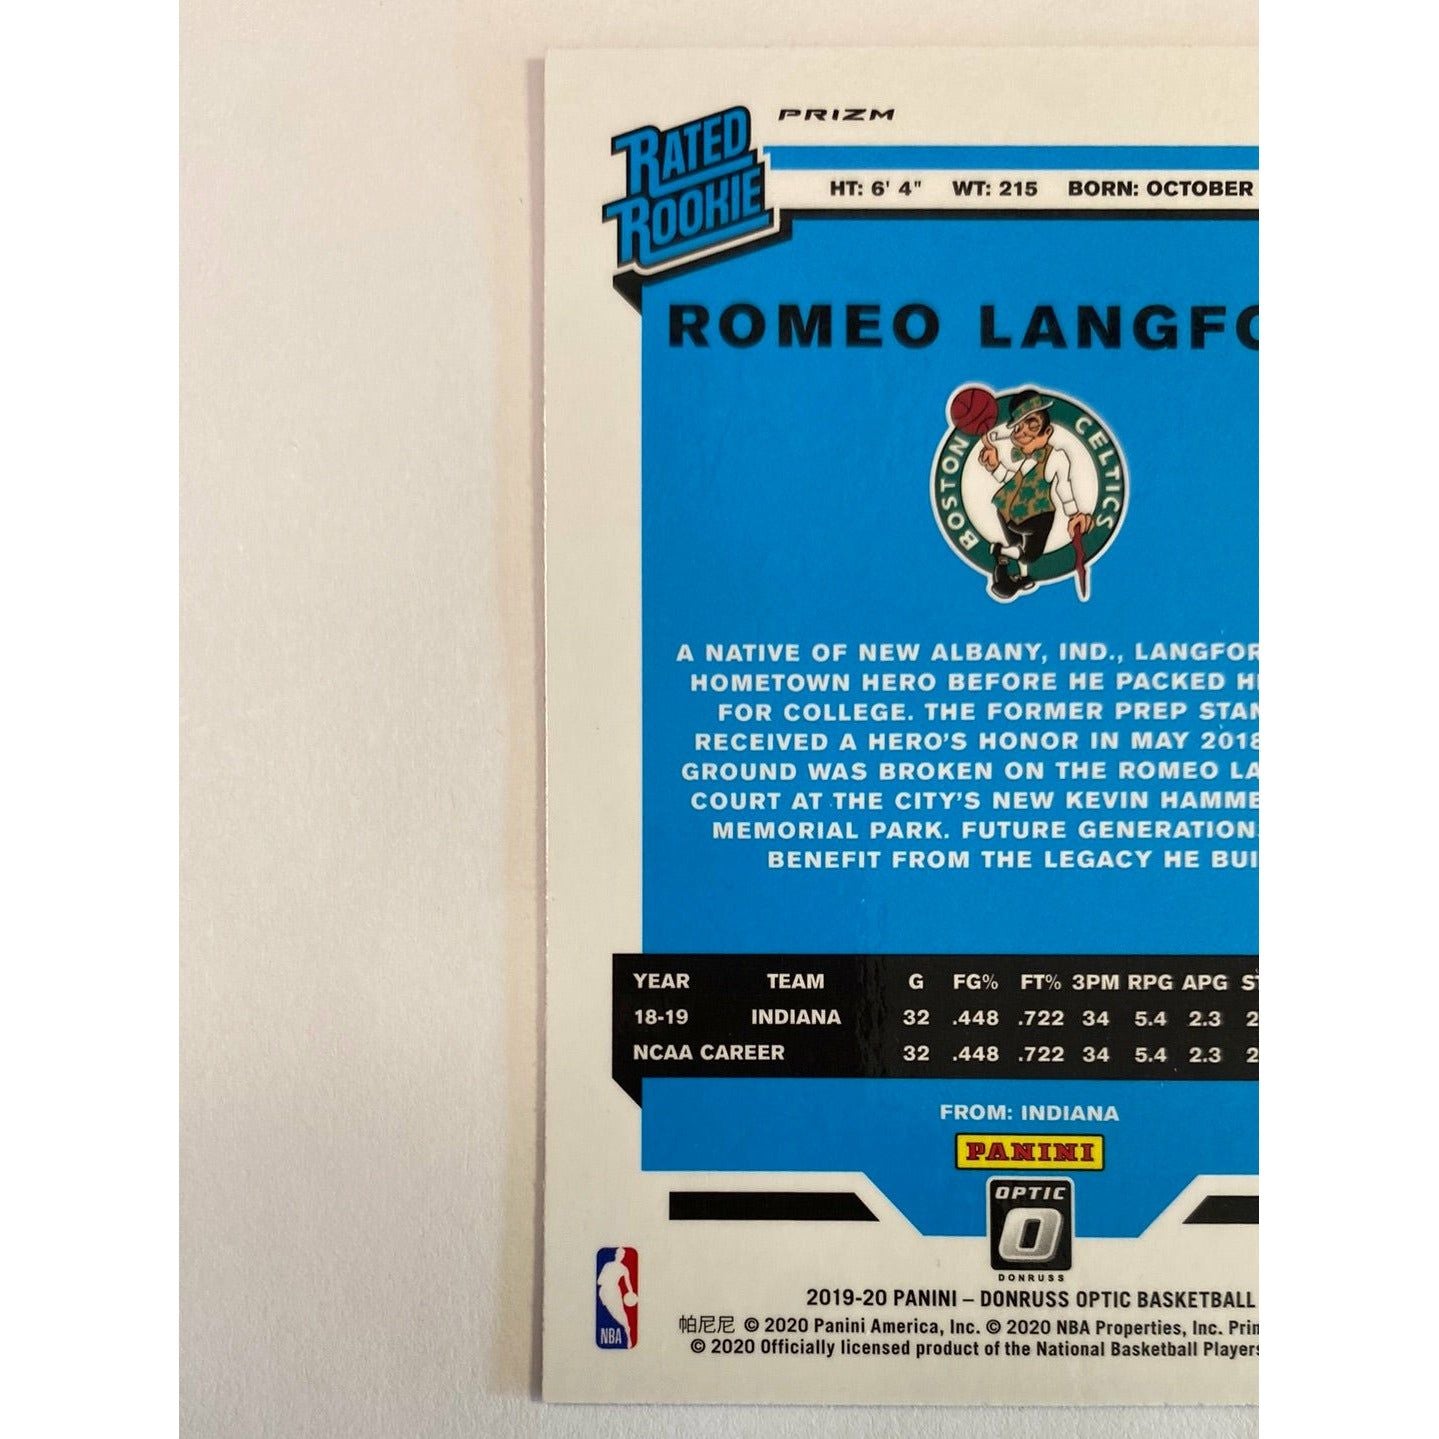 PRIZM
RATED
ROOKIE
HT: 6' 4" WT: 215 BORN: OCTOBER
ROMEO LANGFO
BOSTON CELTICS
A NATIVE OF NEW ALBANY, IND., LANGFOR
HOMETOWN HERO BEFORE HE PACKED H
FOR COLLEGE. THE FORMER PREP STAN
RECEIVED A HERO'S HONOR IN MAY 2018
GROUND WAS BROKEN ON THE ROMEO LA
COURT AT THE CITY'S NEW KEVIN HAMME
MEMORIAL PARK. FUTURE GENERATION
BENEFIT FROM THE LEGACY HE BUI
YEAR TEAM G FG% FT% 3PM RPG APG ST
18-19 INDIANA 32 .448 .722 34 5.4 2.3 2
NCAA CAREER 32 .448 .722 34 5.4 2.3 2
FROM: INDIANA
PANINI
OPTIC
O
DONRUSS
NBA
2019-20 PANINI – DONRUSS OPTIC BASKETBALL
帕尼尼 © 2020 Panini America, Inc. © 2020 NBA Properties, Inc. Prin
© 2020 Officially licensed product of the National Basketball Players